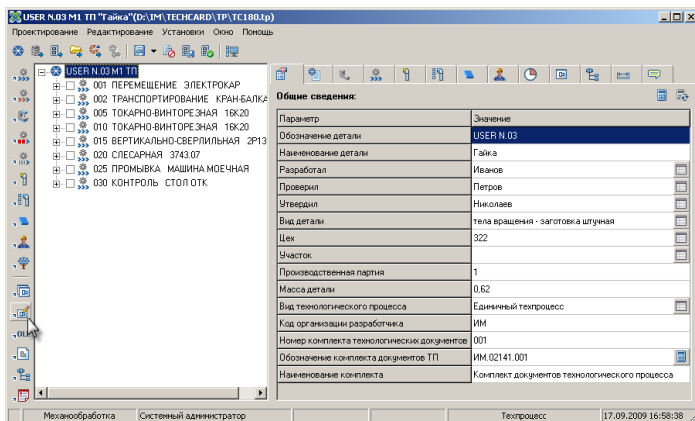 USER N.03 M1 ТП "Гайка"(D:\IM\TECHCARD\TP\TC180.tp)
Проектирование Редактирование Установки Окно Помощь
USER N.03 M1 ТП:
001 ПЕРЕМЕЩЕНИЕ ЭЛЕКТРОКАР
002 ТРАНСПОРТИРОВАНИЕ КРАН-БАЛКА
005 ТОКАРНО-ВИНТОРЕЗНАЯ 16К20
010 ТОКАРНО-ВИНТОРЕЗНАЯ 16К20
015 ВЕРТИКАЛЬНО-СВЕРЛИЛЬНАЯ 2Р13
020 СЛЕСАРНАЯ 3743.07
025 ПРОМЫВКА МАШИНА МОЕЧНАЯ
030 КОНТРОЛЬ СТОЛ ОТК
Общие сведения:
Параметр Значение
Обозначение детали USER N.03
Наименование детали Гайка
Разработал Иванов
Проверил Петров
Утвердил Николаев
Вид детали тела вращения - заготовка штучная
Цех 322
Участок
Производственная партия 1
Масса детали 0,62
Вид технологического процесса Единичный техпроцесс
Код организации разработчика ИМ
Номер комплекта технологических документов 001
Обозначение комплекта документов ТП ИМ.02141.001
Наименование комплекта Комплект документов технологического процесса
Механообработка Системный администратор Техпроцесс 17.09.2009 16:58:38